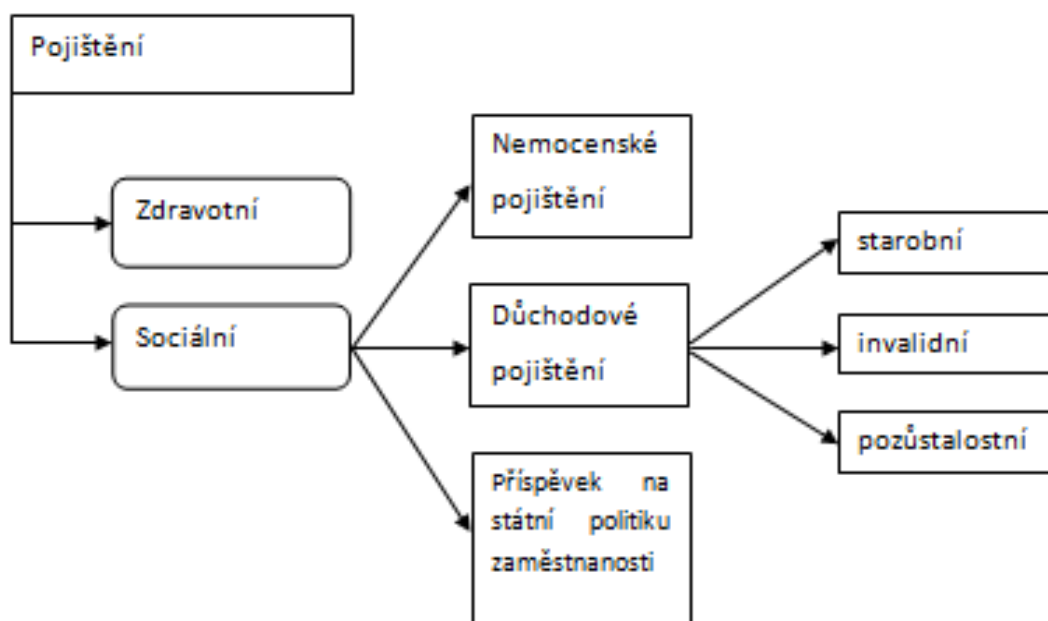 Pojištění
Zdravotní
Sociální
Nemocenské
pojištění
Důchodové
pojištění
Příspěvek na
státní politiku
zaměstnanosti
starobní
invalidní
pozůstalostní